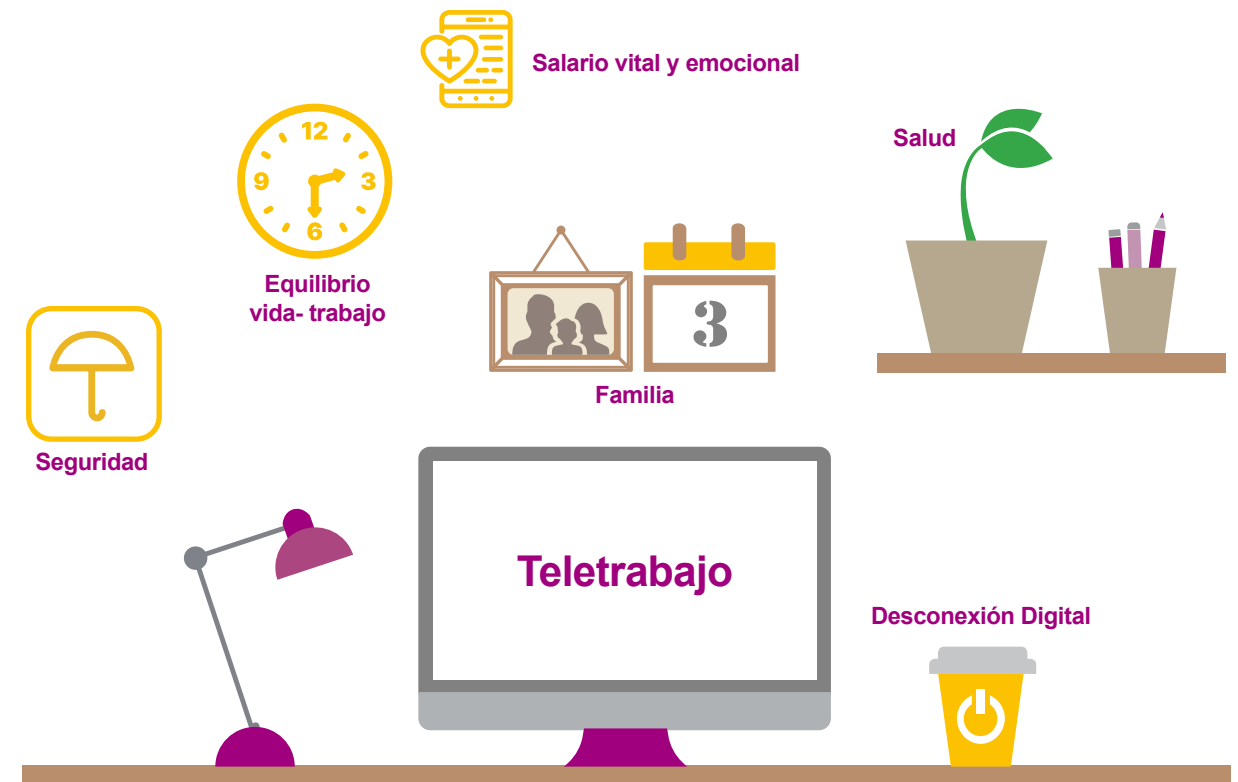 Salario vital y emocional
12
9
3
6
Equilibrio
vida- trabajo
Salud
3
Familia
Seguridad
Teletrabajo
Desconexión Digital